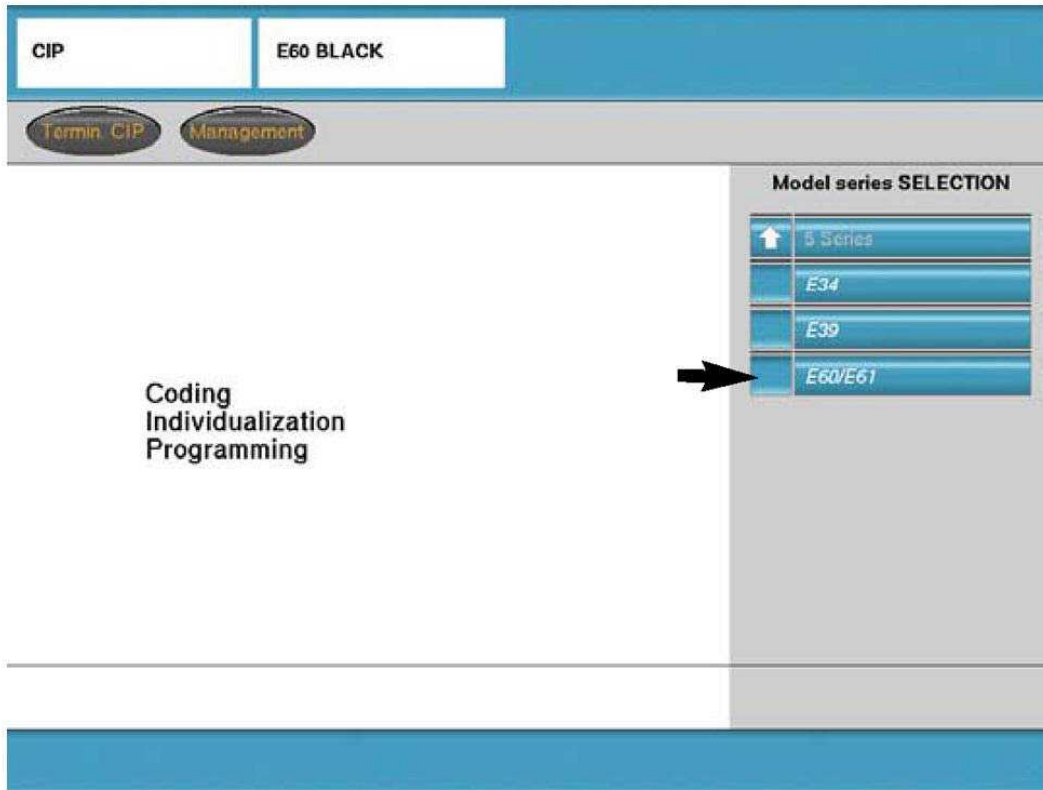 CIP
E60 BLACK
Termin. CIP
Management
Model series SELECTION
5 Series
E34
E39
E60/E61
Coding
Individualization
Programming